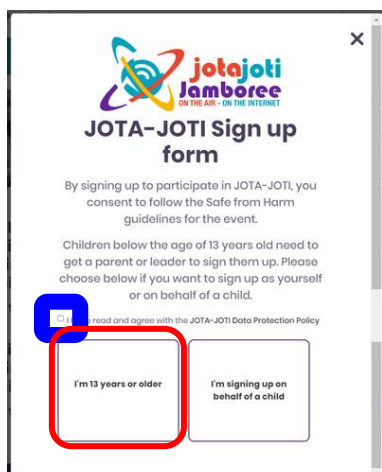 jotajoti
Jamboree
ON THE AIR - ON THE INTERNET
JOTA-JOTI Sign up
form
By signing up to participate in JOTA-JOTI, you
consent to follow the Safe from Harm
guidelines for the event.
Children below the age of 13 years old need to
get a parent or leader to sign them up. Please
choose below if you want to sign up as yourself
or on behalf of a child.
I read and agree with the JOTA-JOTI Data Protection Policy
I'm 13 years or older
I'm signing up on
behalf of a child